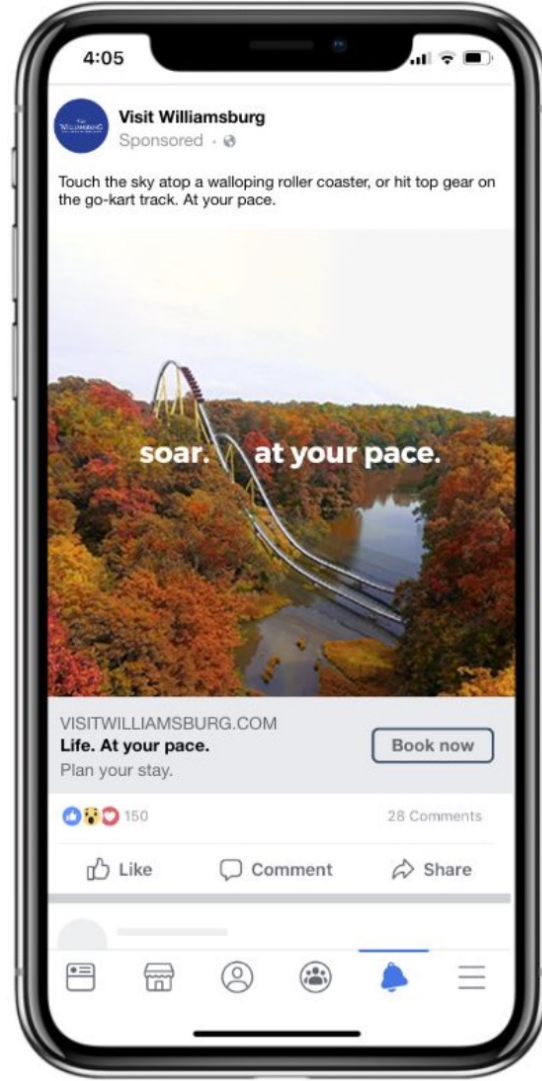 4:05
Visit Williamsburg
Sponsored
WILLIAMSBURG
Touch the sky atop a walloping roller coaster, or hit top gear on
the go-kart track. At your pace.
soar. at your pace.
VISITWILLIAMSBURG.COM
Life. At your pace.
Book now
Plan your stay.
150
28 Comments
Like
Comment
Share